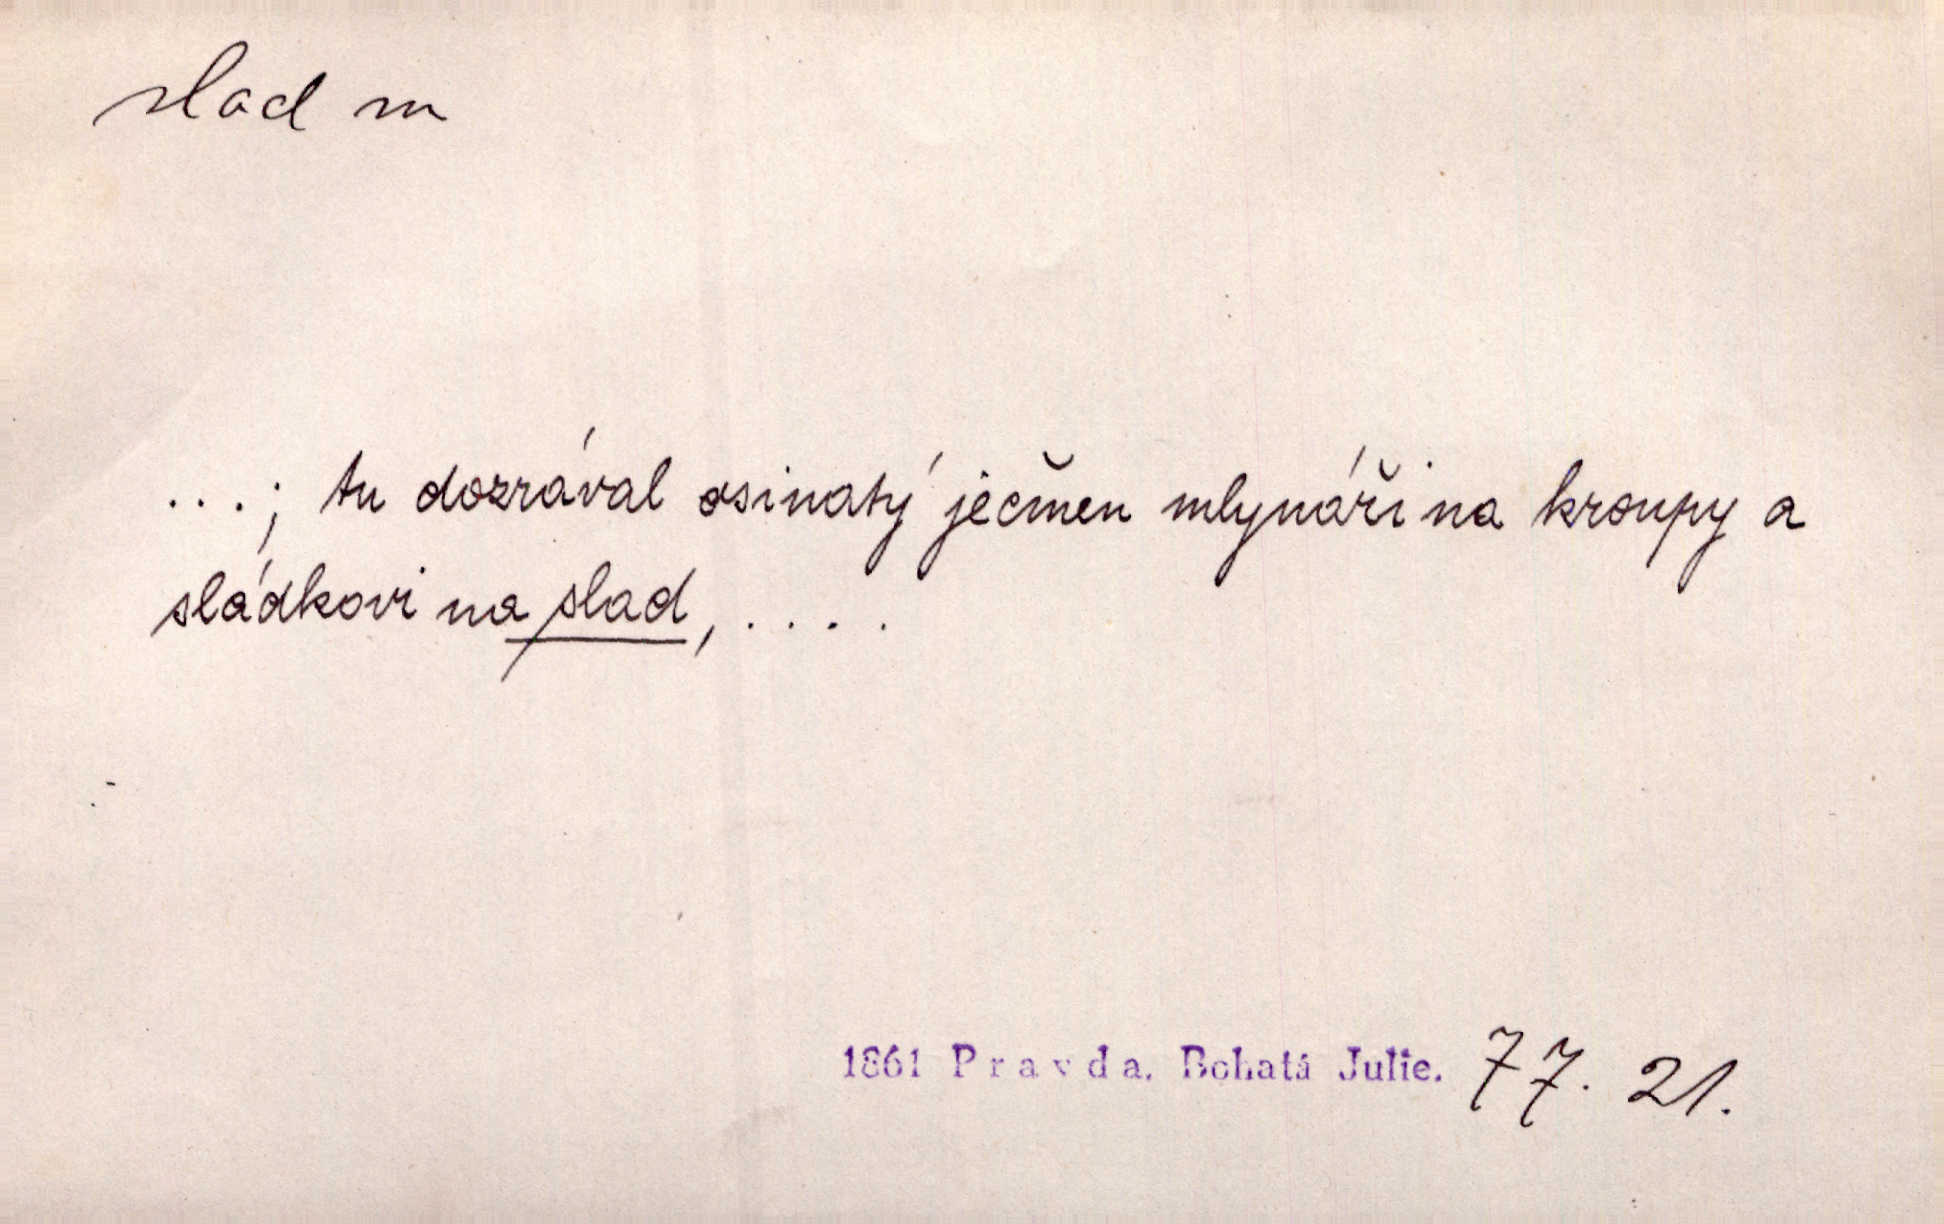 slad m
...; tu dozrával osinatý ječmen mlynáři na kroupy a
sládkovi na slad, ....
1861 Pravda. Bohatá Julie. 77. 21.